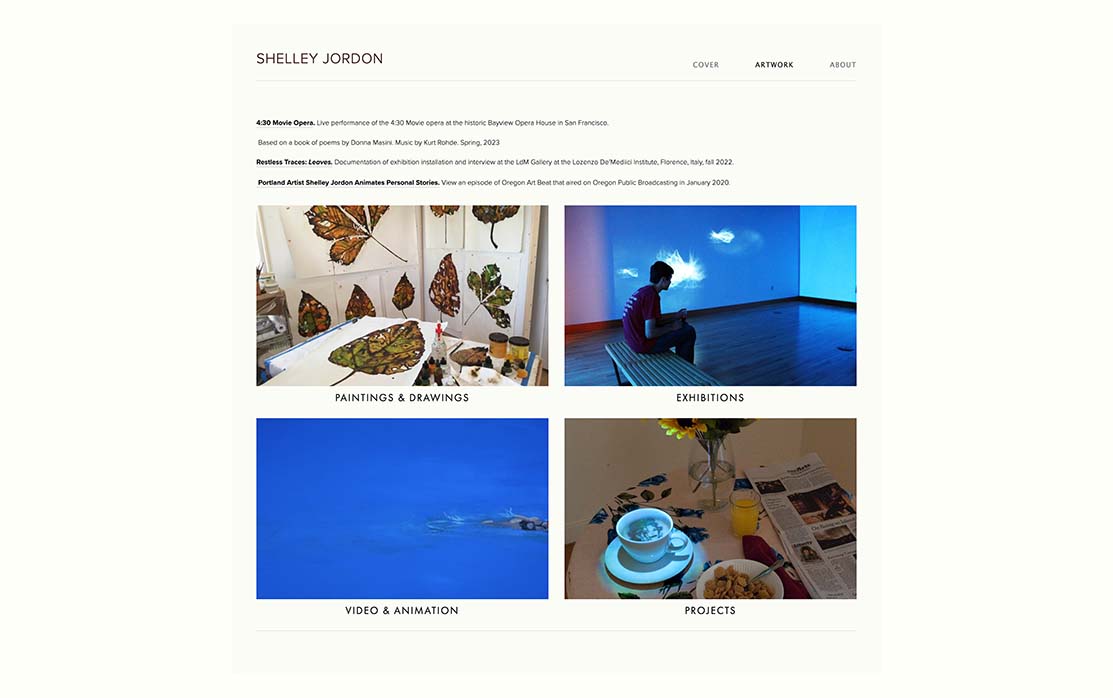 SHELLEY JORDON
COVER ARTWORK ABOUT
4:30 Movie Opera. Live performance of the 4:30 Movie opera at the historic Bayview Opera House in San Francisco.
Based on a book of poems by Donna Masini. Music by Kurt Rohde. Spring, 2023
Restless Traces: Leaves. Documentation of exhibition installation and interview at the LdM Gallery at the Lozenzo De'Mediici Institute, Florence, Italy, fall 2022.
Portland Artist Shelley Jordon Animates Personal Stories. View an episode of Oregon Art Beat that aired on Oregon Public Broadcasting in January 2020.
PAINTINGS & DRAWINGS
EXHIBITIONS
VIDEO & ANIMATION
PROJECTS